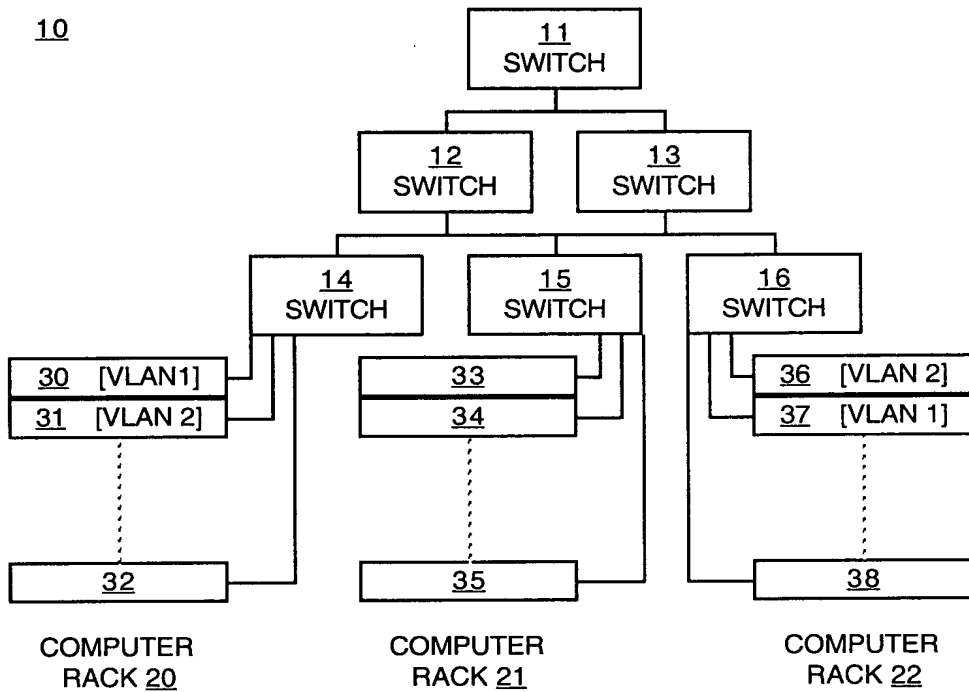 10
11
SWITCH
12
SWITCH
13
SWITCH
14
SWITCH
15
SWITCH
16
SWITCH
30 [VLAN1]
31 [VLAN 2]
32
33
34
35
36 [VLAN 2]
37 [VLAN 1]
38
COMPUTER
RACK 20
COMPUTER
RACK 21
COMPUTER
RACK 22